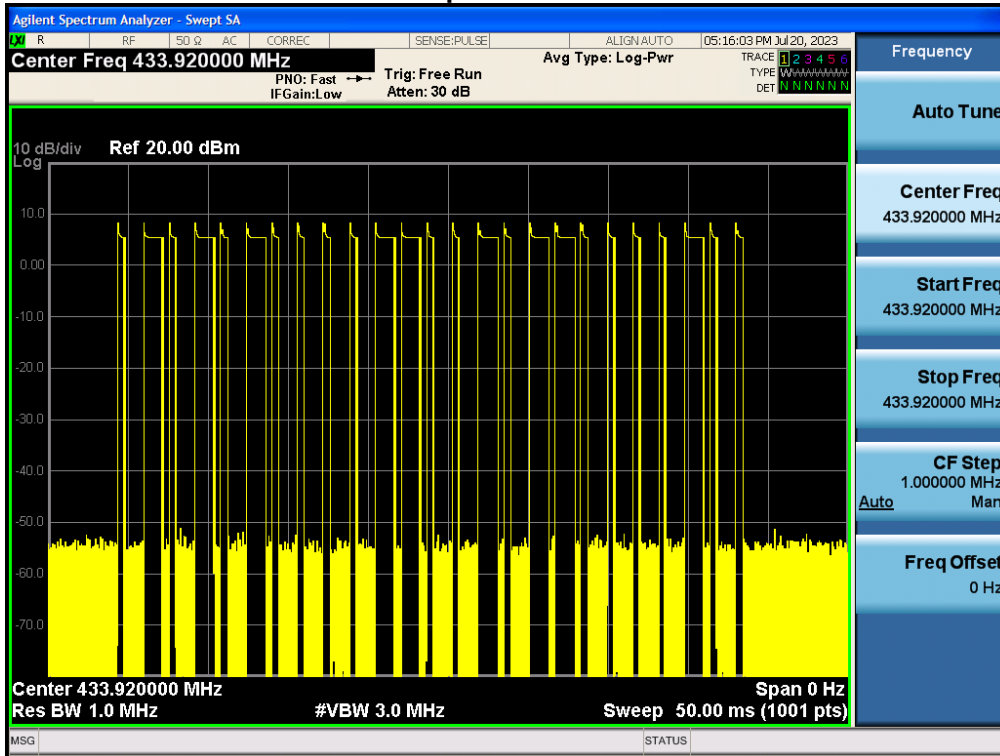 Agilent Spectrum Analyzer - Swept SA
LXI R RF 50 Ω AC CORREC SENSE:PULSE ALIGN AUTO 05:16:03 PM Jul 20, 2023
Center Freq 433.920000 MHz
Avg Type: Log-Pwr
TRACE 1 2 3 4 5 6
PNO: Fast
Trig: Free Run
TYPE
IFGain:Low
Atten: 30 dB
DET N N N N N N
10 dB/div Ref 20.00 dBm
Log
10.0
0.00
-10.0
-20.0
-30.0
-40.0
-50.0
-60.0
-70.0
Center 433.920000 MHz Span 0 Hz
Res BW 1.0 MHz #VBW 3.0 MHz Sweep 50.00 ms (1001 pts)
MSG STATUS
Frequency
Auto Tune
Center Freq
433.920000 MHz
Start Freq
433.920000 MHz
Stop Freq
433.920000 MHz
CF Step
1.000000 MHz
Auto Man
Freq Offset
0 Hz